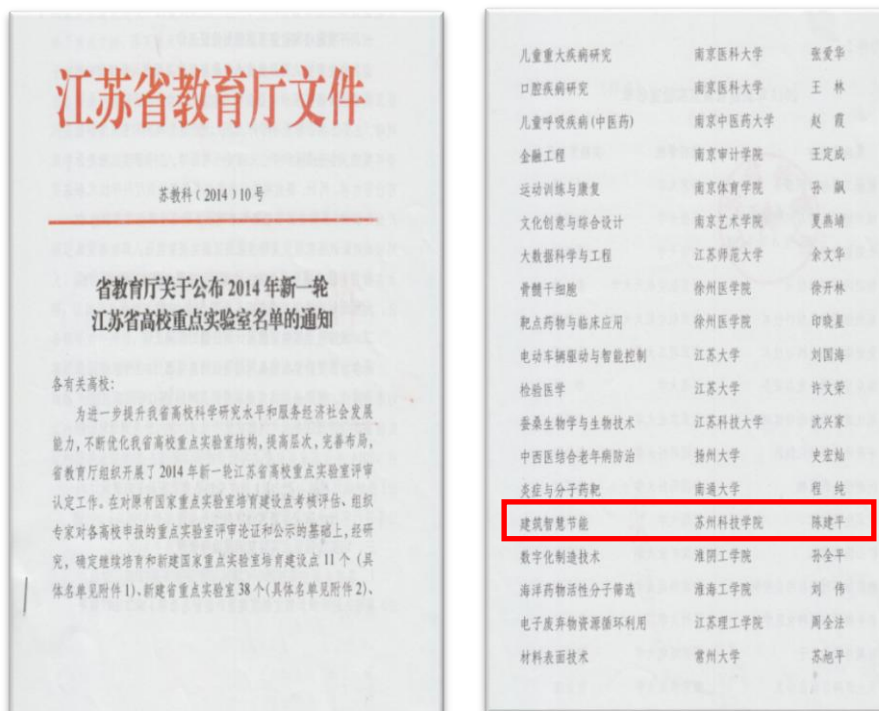 江苏省教育厅文件
苏教科〔2014〕10号
省教育厅关于公布2014年新一轮
江苏省高校重点实验室名单的通知
各有关高校：
为进一步提升我省高校科学研究水平和服务经济社会发展
能力，不断优化我省高校重点实验室结构，提高层次，完善布局，
省教育厅组织开展了2014年新一轮江苏省高校重点实验室评审
认定工作。在对原有国家重点实验室培育建设点考核评估、组织
专家对各高校申报的重点实验室评审论证和公示的基础上，经研
究，确定继续培育和新建国家重点实验室培育建设点11个（具
体名单见附件1）、新建省重点实验室38个（具体名单见附件2）、
儿童重大疾病研究 南京医科大学 张爱华
口腔疾病研究 南京医科大学 王 林
儿童呼吸疾病(中医药) 南京中医药大学 赵 霞
金融工程 南京审计学院 王定成
运动训练与康复 南京体育学院 孙 飙
文化创意与综合设计 南京艺术学院 夏燕靖
大数据科学与工程 江苏师范大学 余文华
骨髓干细胞 徐州医学院 徐开林
靶点药物与临床应用 徐州医学院 印晓星
电动车辆驱动与智能控制 江苏大学 刘国海
检验医学 江苏大学 许文荣
蚕桑生物学与生物技术 江苏科技大学 沈兴家
中西医结合老年病防治 扬州大学 史宏灿
炎症与分子药靶 南通大学 程 纯
建筑智慧节能 苏州科技学院 陈建平
数字化制造技术 淮阴工学院 孙全平
海洋药物活性分子筛选 淮海工学院 刘 伟
电子废弃物资源循环利用 江苏理工学院 周全法
材料表面技术 常州大学 苏旭平